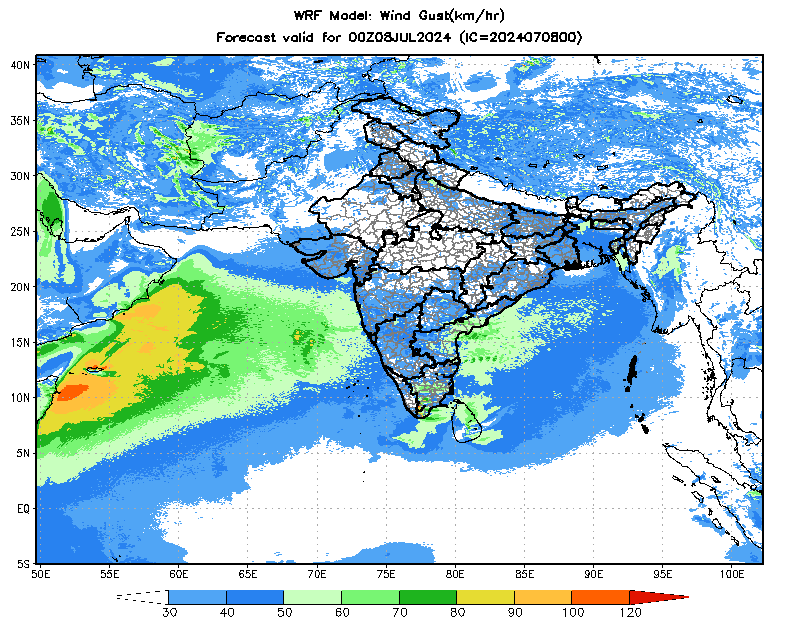 WRF Model: Wind Gust(km/hr)
Forecast valid for 00Z08JUL2024 (IC=2024070800)
40N
35N
30N
25N
20N
15N
10N
5N
EQ
5S
50E 55E 60E 65E 70E 75E 80E 85E 90E 95E 100E
30 40 50 60 70 80 90 100 120